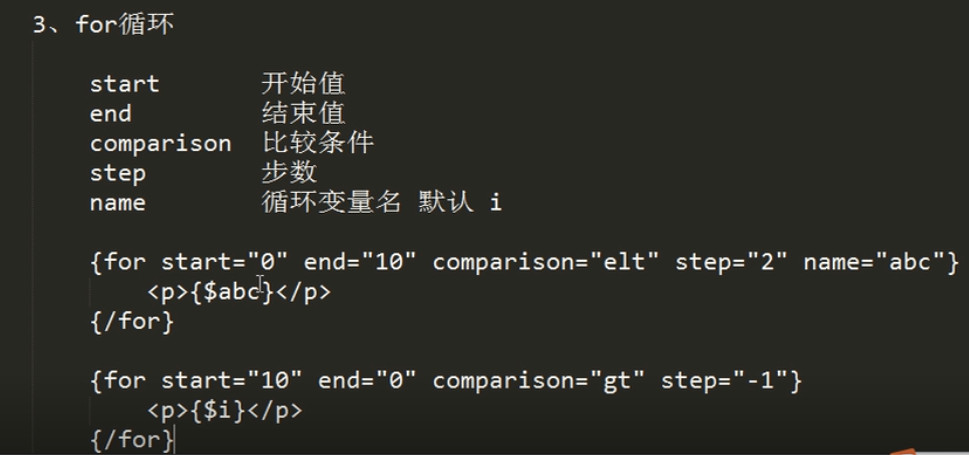 3、for循环
start 开始值
end 结束值
comparison 比较条件
step 步数
name 循环变量名 默认 i
{for start="0" end="10" comparison="elt" step="2" name="abc"}
<p>{$abc}</p>
{/for}
{for start="10" end="0" comparison="gt" step="-1"}
<p>{$i}</p>
{/for}